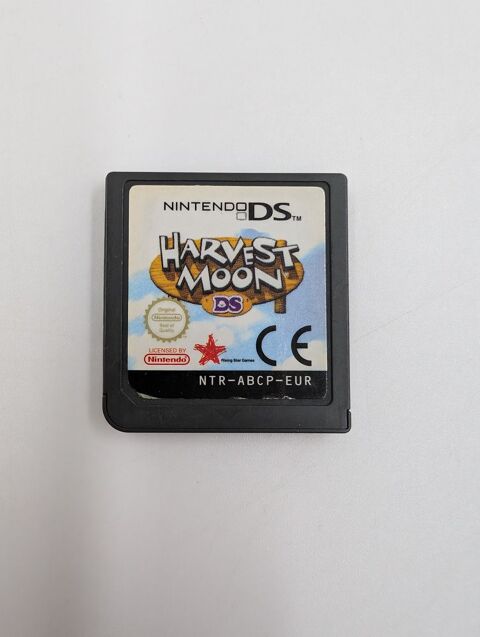 NINTENDO DS™
HARVEST
MOON
DS
Original
Nintendo
Seal of
Quality
LICENSED BY
Nintendo
Rising Star Games
CE
NTR-ABCP-EUR